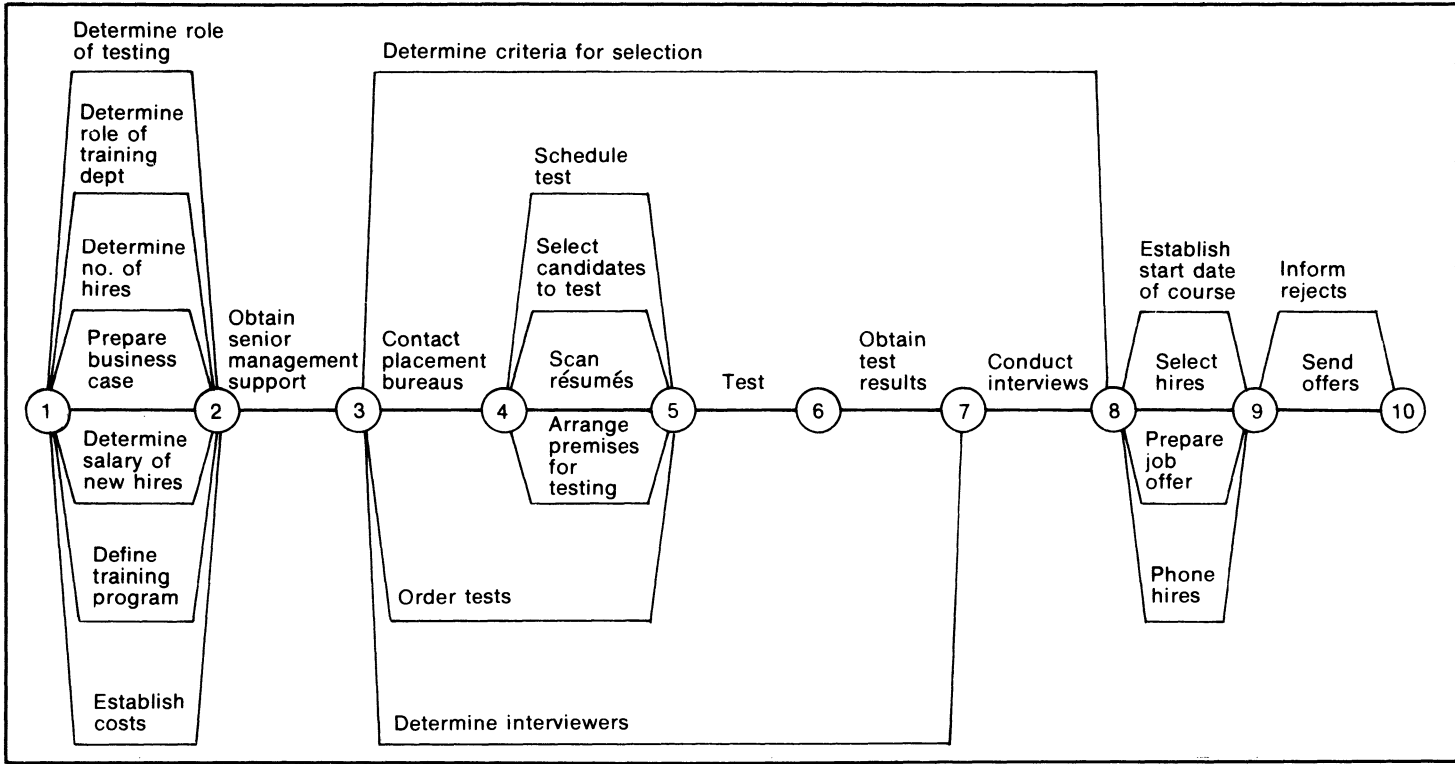 Determine role
of testing
Determine
role of
training
dept
Determine
no. of
hires
Prepare
business
case
Determine
salary of
new hires
Define
training
program
Establish
costs
Obtain
senior
management
support
Determine criteria for selection
Contact
placement
bureaus
Order tests
Determine interviewers
Schedule
test
Select
candidates
to test
Scan
résumés
Arrange
premises
for
testing
Test
Obtain
test
results
Conduct
interviews
Establish
start date
of course
Select
hires
Prepare
job
offer
Phone
hires
Inform
rejects
Send
offers
1
2
3
4
5
6
7
8
9
10